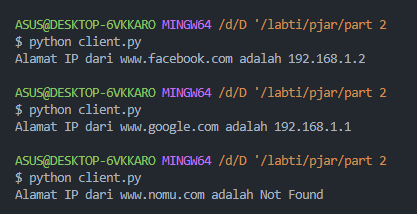 ASUS@DESKTOP-6VKKARO MINGW64 /d/D '/labti/pjar/part 2
$ python client.py
Alamat IP dari www.facebook.com adalah 192.168.1.2
ASUS@DESKTOP-6VKKARO MINGW64 /d/D '/labti/pjar/part 2
$ python client.py
Alamat IP dari www.google.com adalah 192.168.1.1
ASUS@DESKTOP-6VKKARO MINGW64 /d/D '/labti/pjar/part 2
$ python client.py
Alamat IP dari www.nomu.com adalah Not Found